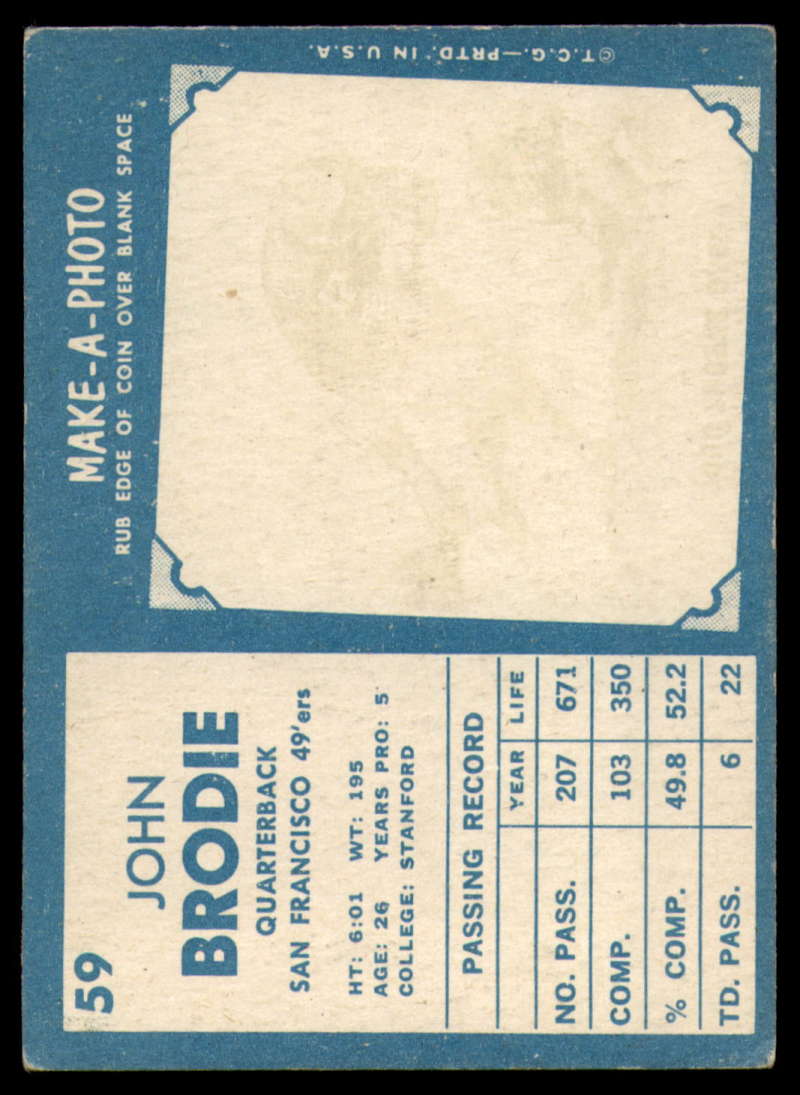 59
JOHN
BRODIE
QUARTERBACK
SAN FRANCISCO 49'ers
HT: 6:01 WT: 195
AGE: 26 YEARS PRO: 5
COLLEGE: STANFORD
PASSING RECORD
YEAR LIFE
NO. PASS. 207 671
COMP. 103 350
% COMP. 49.8 52.2
TD. PASS. 6 22
MAKE-A-PHOTO
RUB EDGE OF COIN OVER BLANK SPACE
©T.C.G.—PRTD. IN U.S.A.